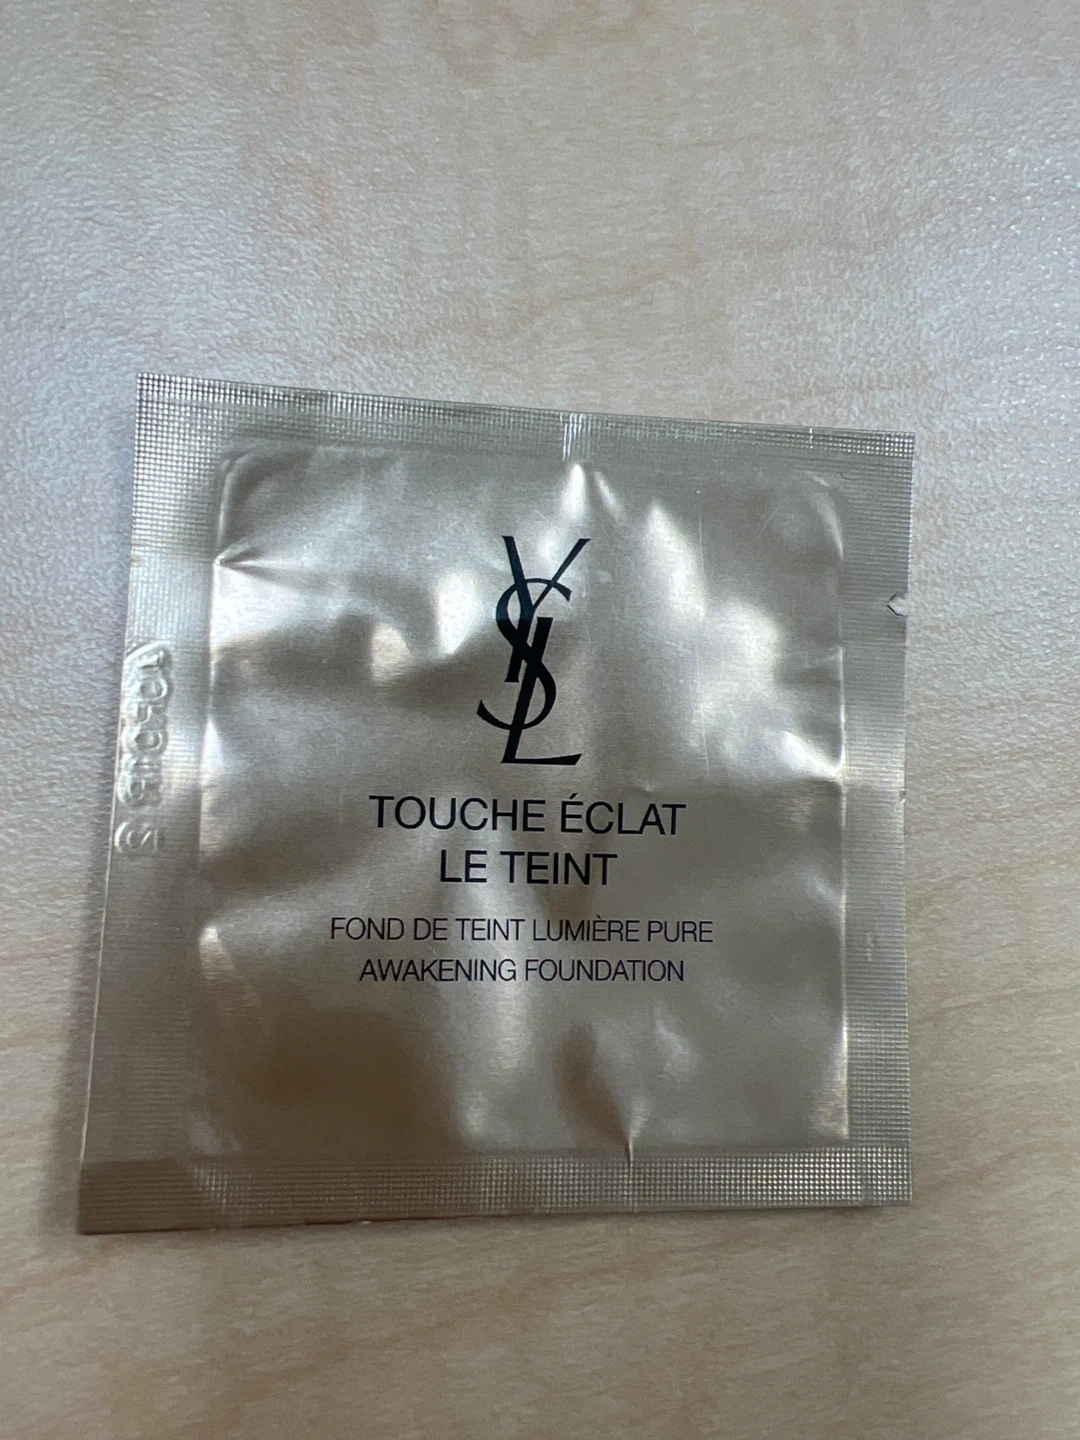 YSL
TOUCHE ÉCLAT
LE TEINT
FOND DE TEINT LUMIÈRE PURE
AWAKENING FOUNDATION